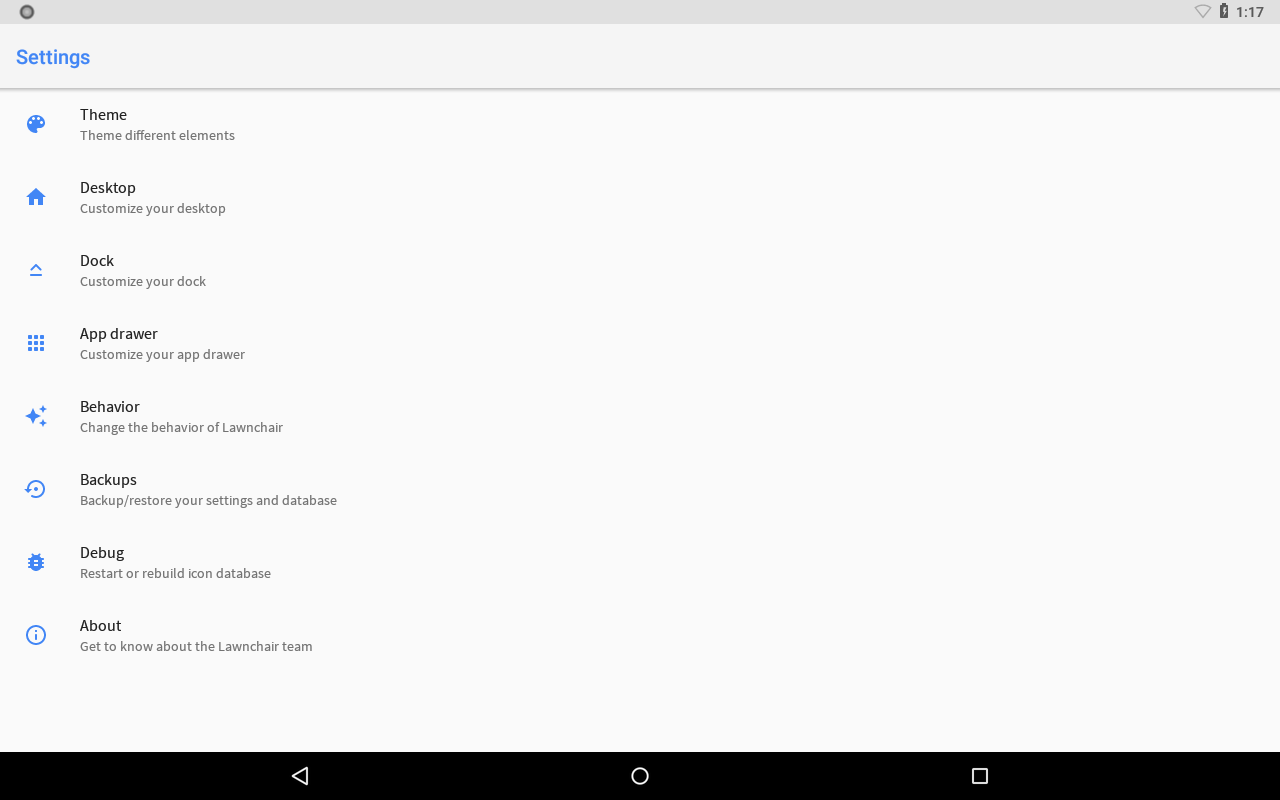 1:17
Settings
Theme
Theme different elements
Desktop
Customize your desktop
Dock
Customize your dock
App drawer
Customize your app drawer
Behavior
Change the behavior of Lawnchair
Backups
Backup/restore your settings and database
Debug
Restart or rebuild icon database
About
Get to know about the Lawnchair team